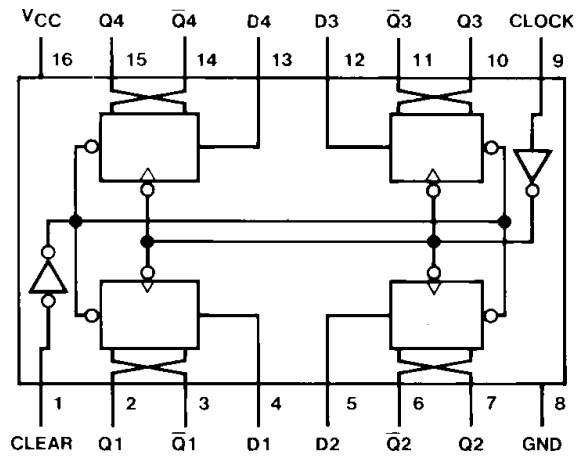 VCC Q4 Q̅4 D4 D3 Q̅3 Q3 CLOCK
16 15 14 13 12 11 10 9
1 2 3 4 5 6 7 8
CLEAR Q1 Q̅1 D1 D2 Q̅2 Q2 GND